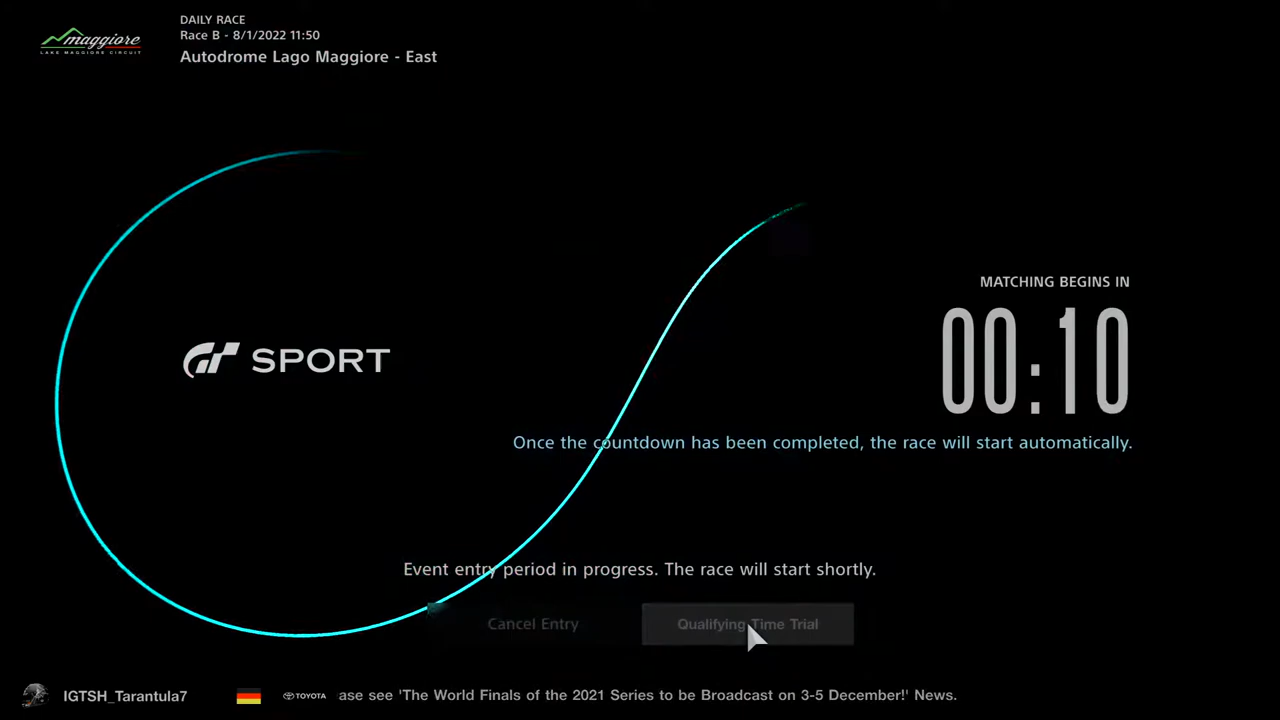 maggiore
LAKE MAGGIORE CIRCUIT
DAILY RACE
Race B - 8/1/2022 11:50
Autodrome Lago Maggiore - East
GT SPORT
MATCHING BEGINS IN
00:10
Once the countdown has been completed, the race will start automatically.
Event entry period in progress. The race will start shortly.
Cancel Entry
Qualifying Time Trial
IGTSH_Tarantula7
TOYOTA
ase see 'The World Finals of the 2021 Series to be Broadcast on 3-5 December!' News.